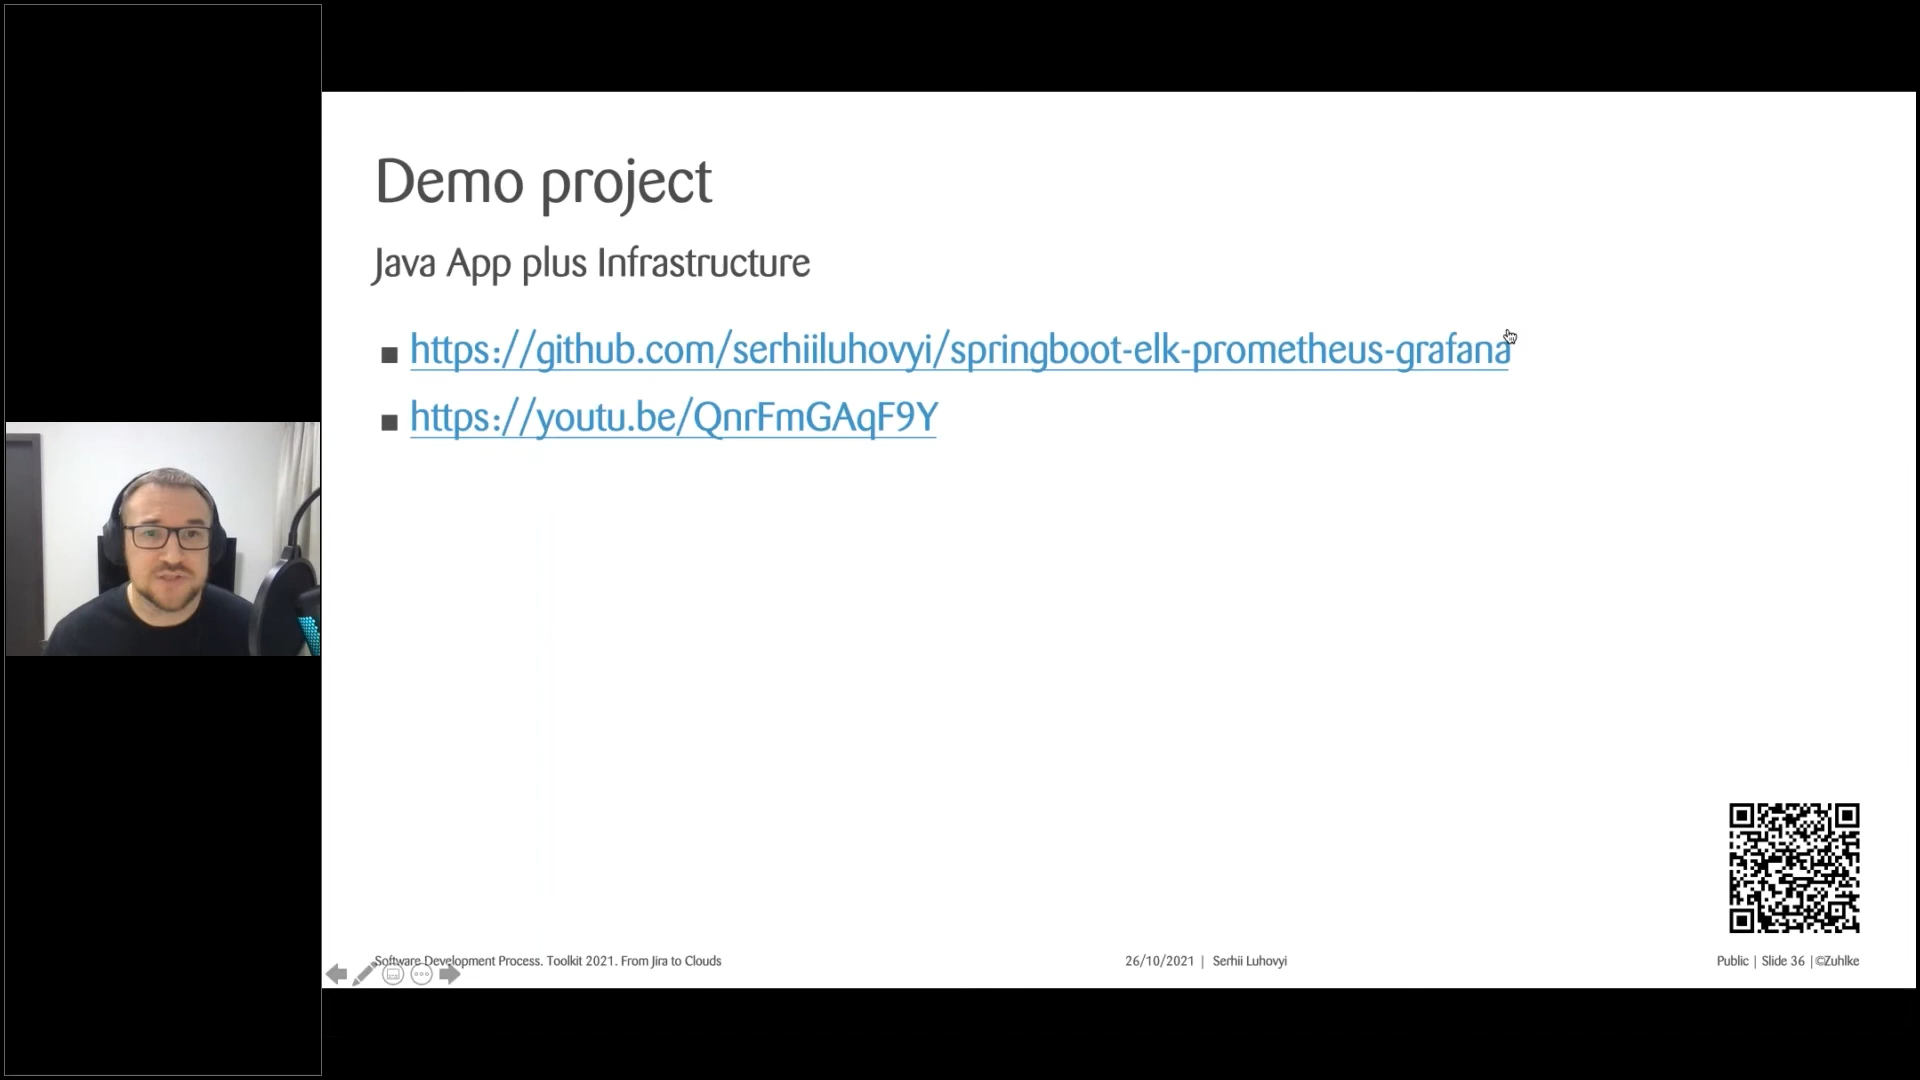 Demo project
Java App plus Infrastructure
https://github.com/serhiiluhovyi/springboot-elk-prometheus-grafana
https://youtu.be/QnrFmGAqF9Y
Software Development Process. Toolkit 2021. From Jira to Clouds
26/10/2021 | Serhii Luhovyi
Public | Slide 36 | ©Zuhlke